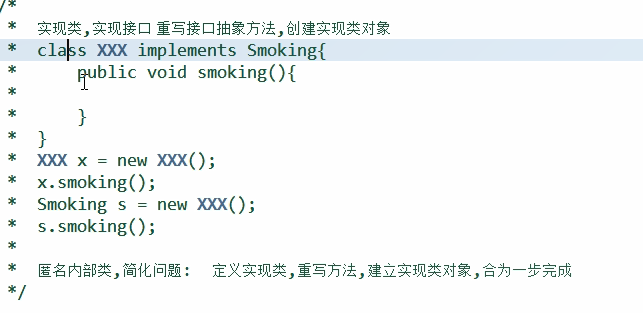 /*
*  实现类,实现接口 重写接口抽象方法,创建实现类对象
*  class XXX implements Smoking{
*      public void smoking(){
*
*      }
*  }
*  XXX x = new XXX();
*  x.smoking();
*  Smoking s = new XXX();
*  s.smoking();
*
*  匿名内部类,简化问题:  定义实现类,重写方法,建立实现类对象,合为一步完成
*/